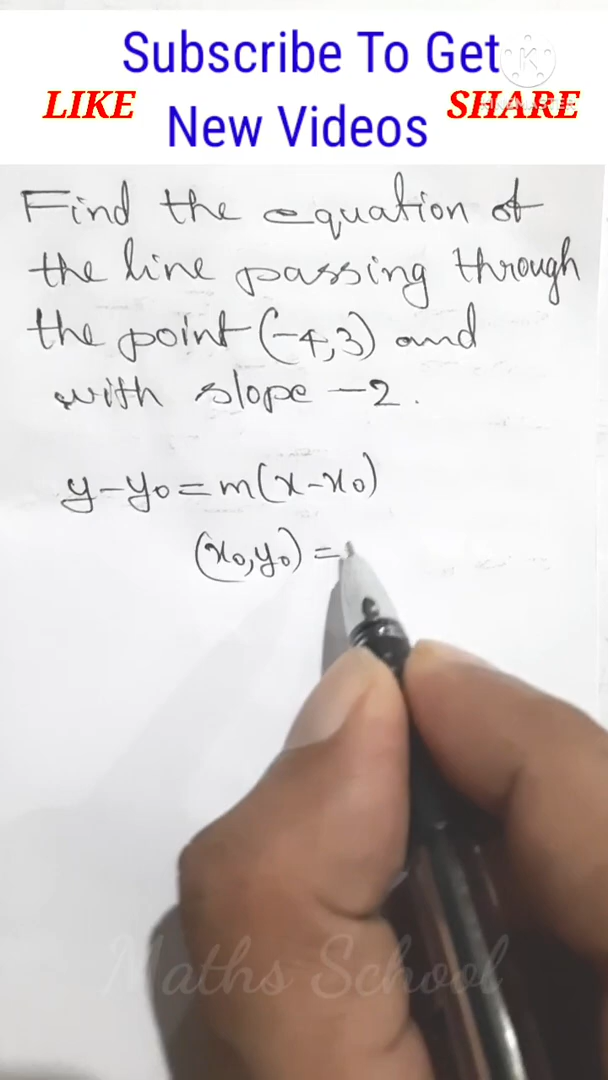 Subscribe To Get
LIKE
SHARE
KINEMASTER
New Videos
Find the equation of
the line passing through
the point (-4,3) and
with slope -2.
y-y₀=m(x-x₀)
(x₀,y₀)=
Maths School